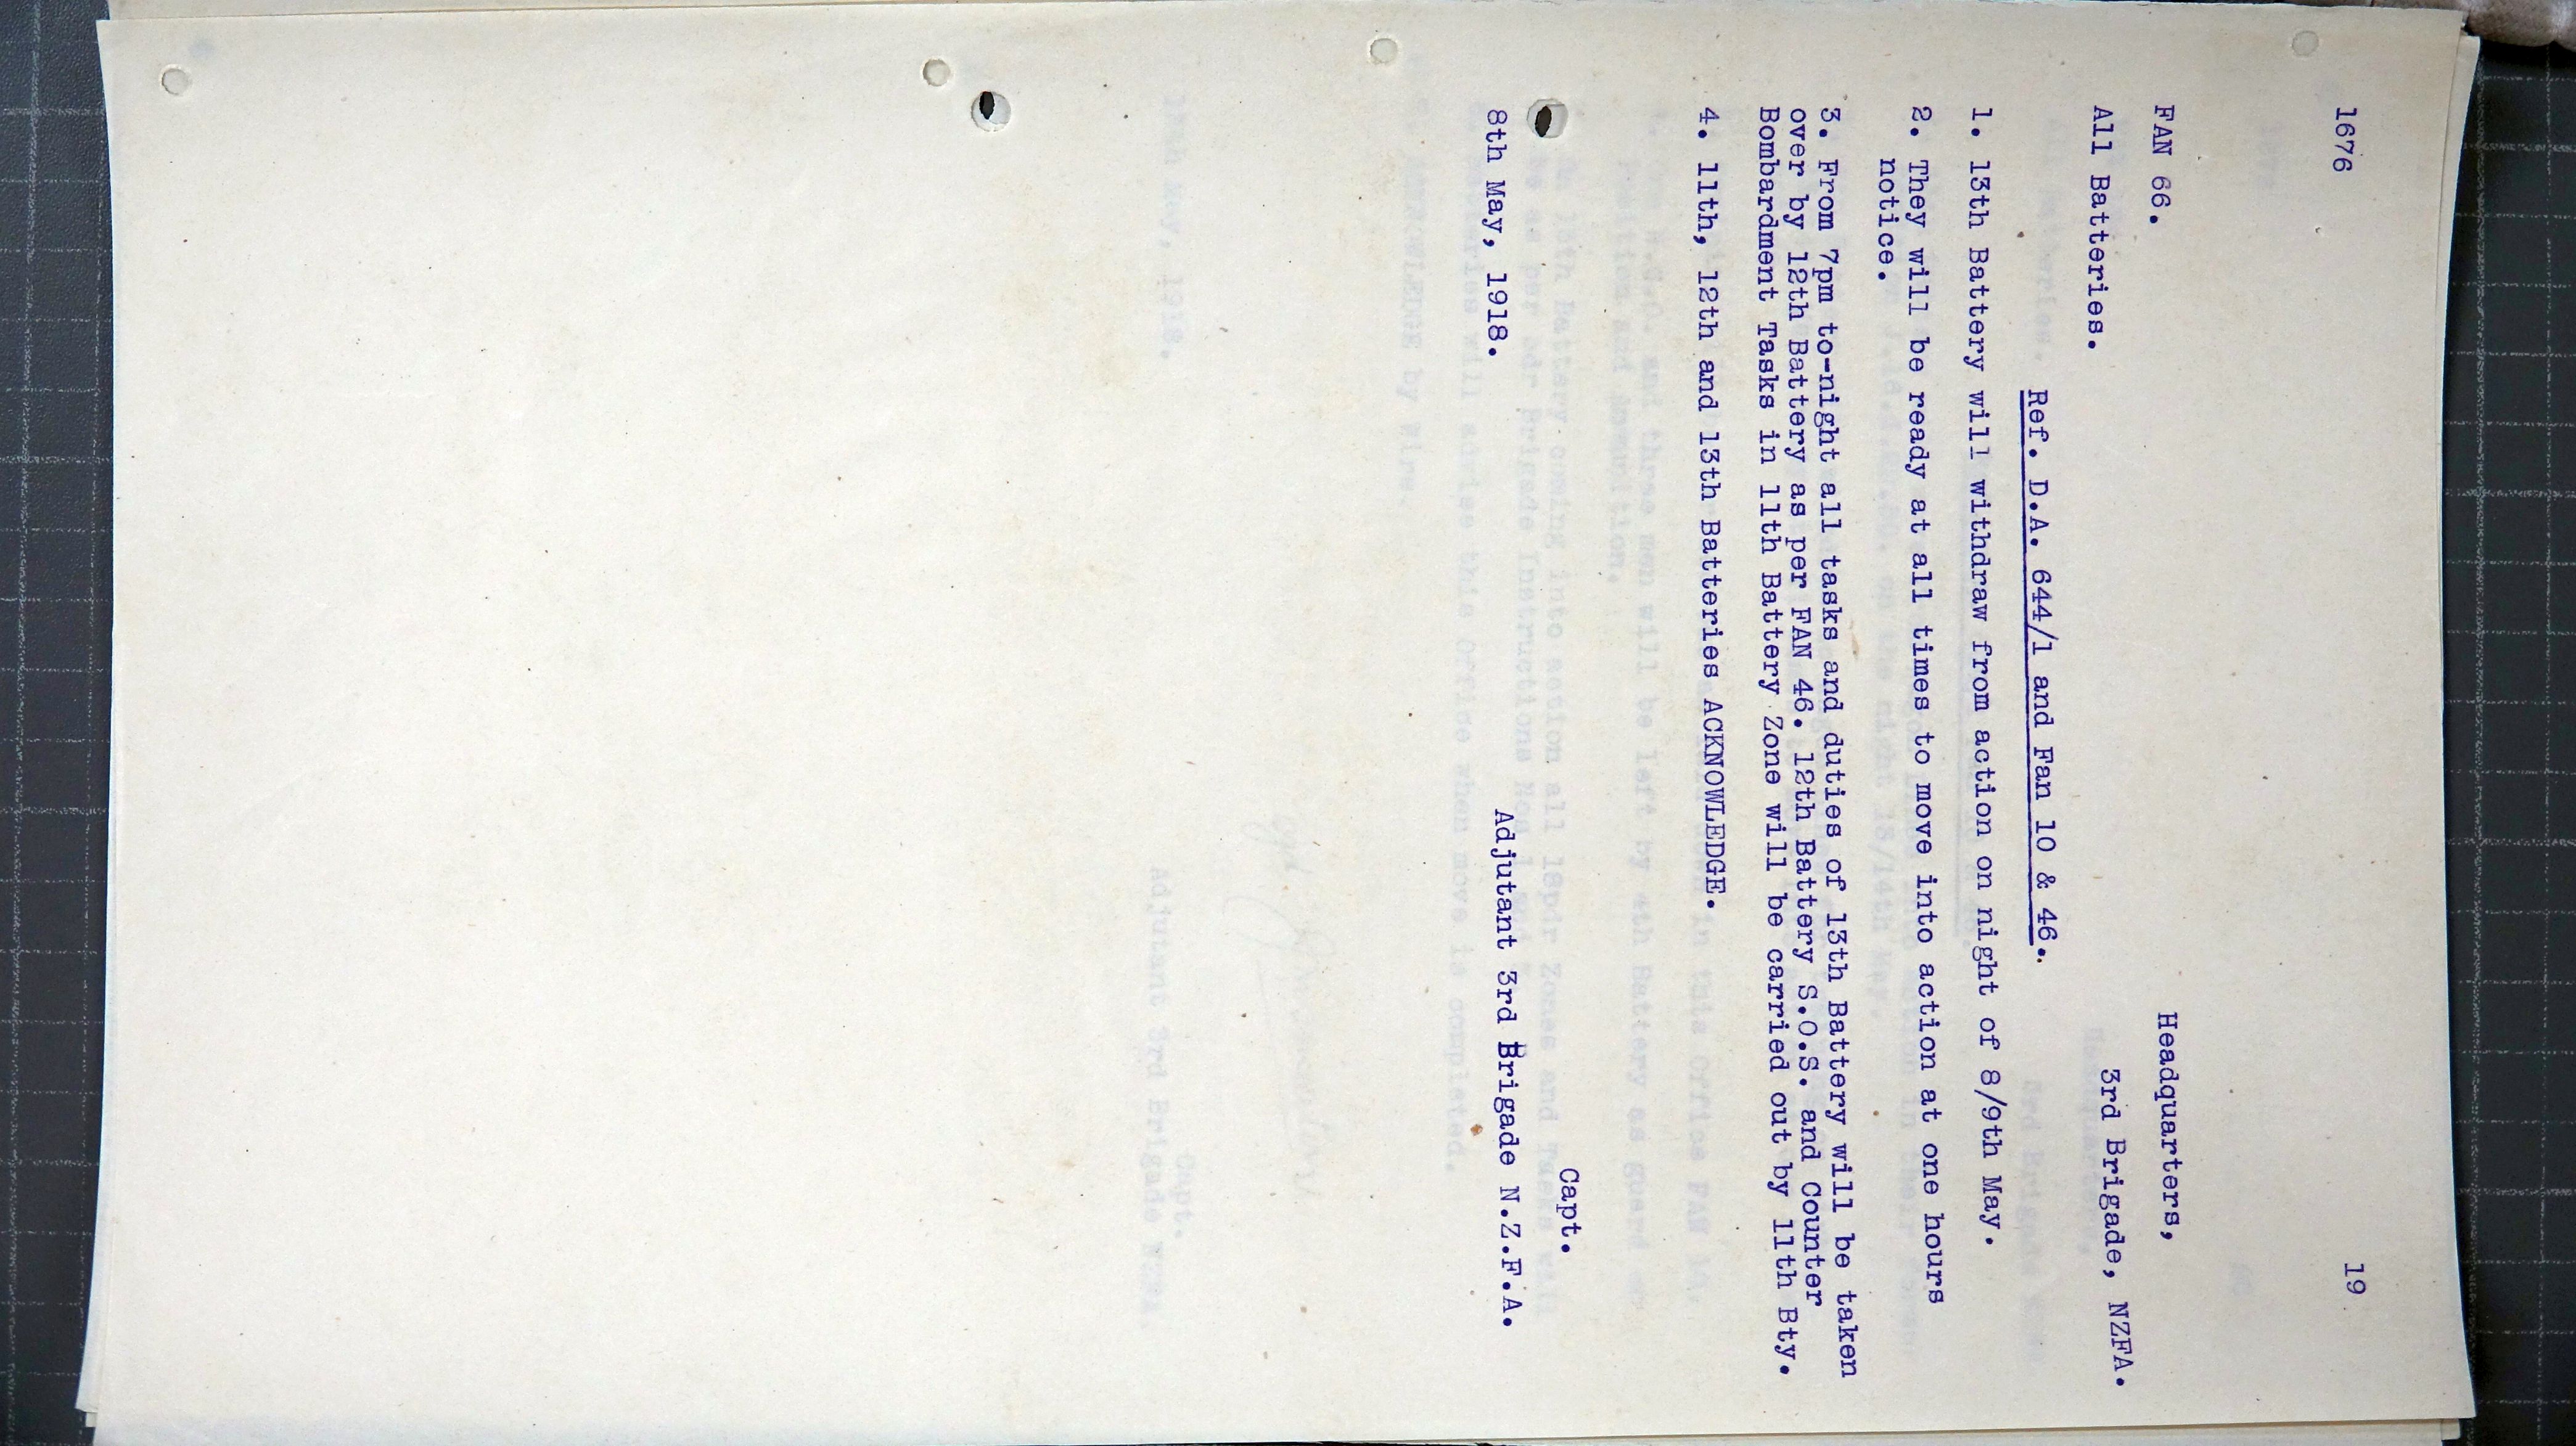 1676 19
FAN 66. Headquarters,
All Batteries. 3rd Brigade, NZFA.
Ref. D.A. 644/1 and Fan 10 & 46.
1. 13th Battery will withdraw from action on night of 8/9th May.
2. They will be ready at all times to move into action at one hours
notice.
3. From 7pm to-night all tasks and duties of 13th Battery will be taken
over by 12th Battery as per FAN 46. 12th Battery S.O.S. and Counter
Bombardment Tasks in 11th Battery Zone will be carried out by 11th Bty.
4. 11th, 12th and 13th Batteries ACKNOWLEDGE.
Capt.
8th May, 1918. Adjutant 3rd Brigade N.Z.F.A.